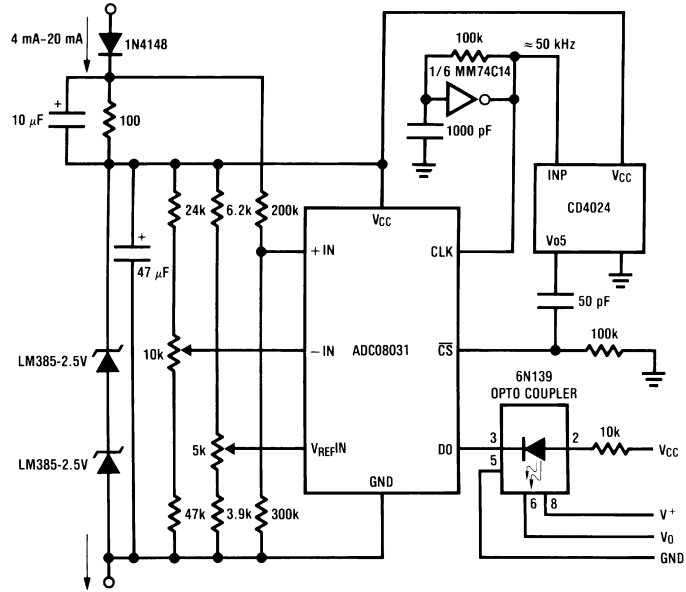 4 mA–20 mA
1N4148
100k
≈ 50 kHz
1/6 MM74C14
10 μF
+
100
1000 pF
INP
VCC
CD4024
Vo5
24k
6.2k
200k
VCC
+
47 μF
+ IN
CLK
50 pF
LM385-2.5V
10k
– IN
ADC08031
CS
100k
6N139
OPTO COUPLER
LM385-2.5V
5k
VREFIN
DO
3
2
10k
VCC
5
GND
47k
3.9k
300k
6
8
V+
VO
GND